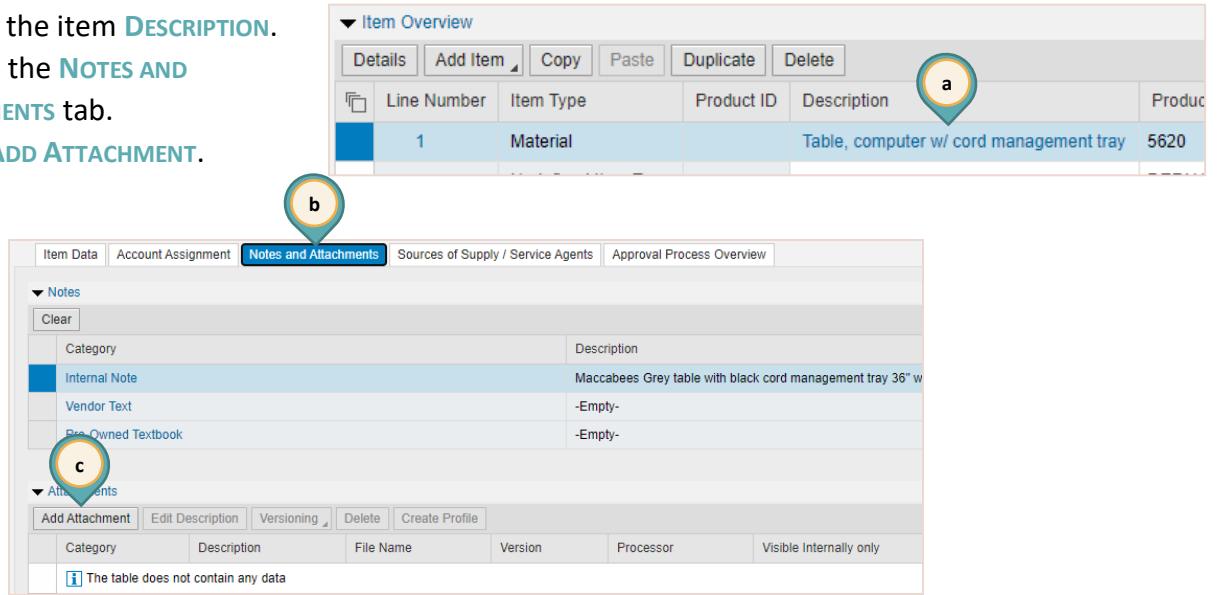 the item DESCRIPTION.
the NOTES AND
ENTS tab.
ADD ATTACHMENT.
Item Overview
Details Add Item Copy Paste Duplicate Delete
a
Line Number Item Type Product ID Description Produc
1 Material Table, computer w/ cord management tray 5620
b
Item Data Account Assignment Notes and Attachments Sources of Supply / Service Agents Approval Process Overview
Notes
Clear
Category Description
Internal Note Maccabees Grey table with black cord management tray 36" w
Vendor Text -Empty-
Pre-Owned Textbook -Empty-
c
Attachments
Add Attachment Edit Description Versioning Delete Create Profile
Category Description File Name Version Processor Visible Internally only
The table does not contain any data